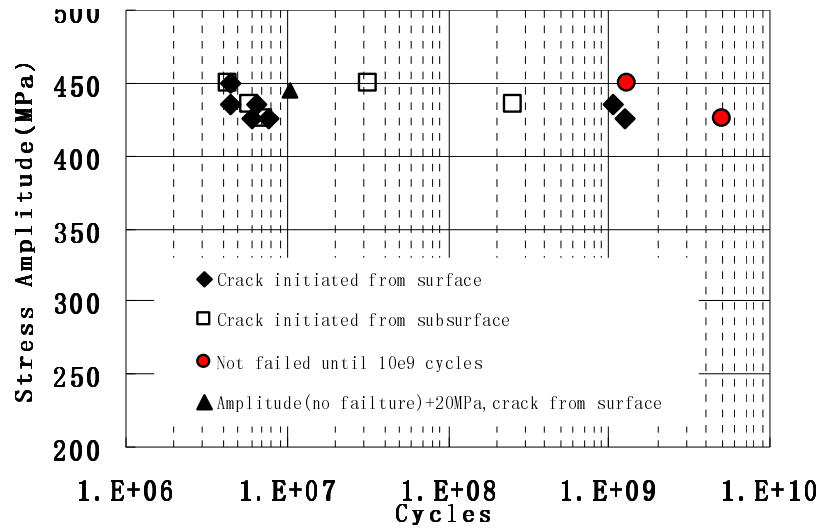 500
450
400
350
300
250
200
Stress Amplitude(MPa)
Crack initiated from surface
Crack initiated from subsurface
Not failed until 10e9 cycles
Amplitude(no failture)+20MPa,crack from surface
1.E+06 1.E+07 1.E+08 1.E+09 1.E+10
Cycles